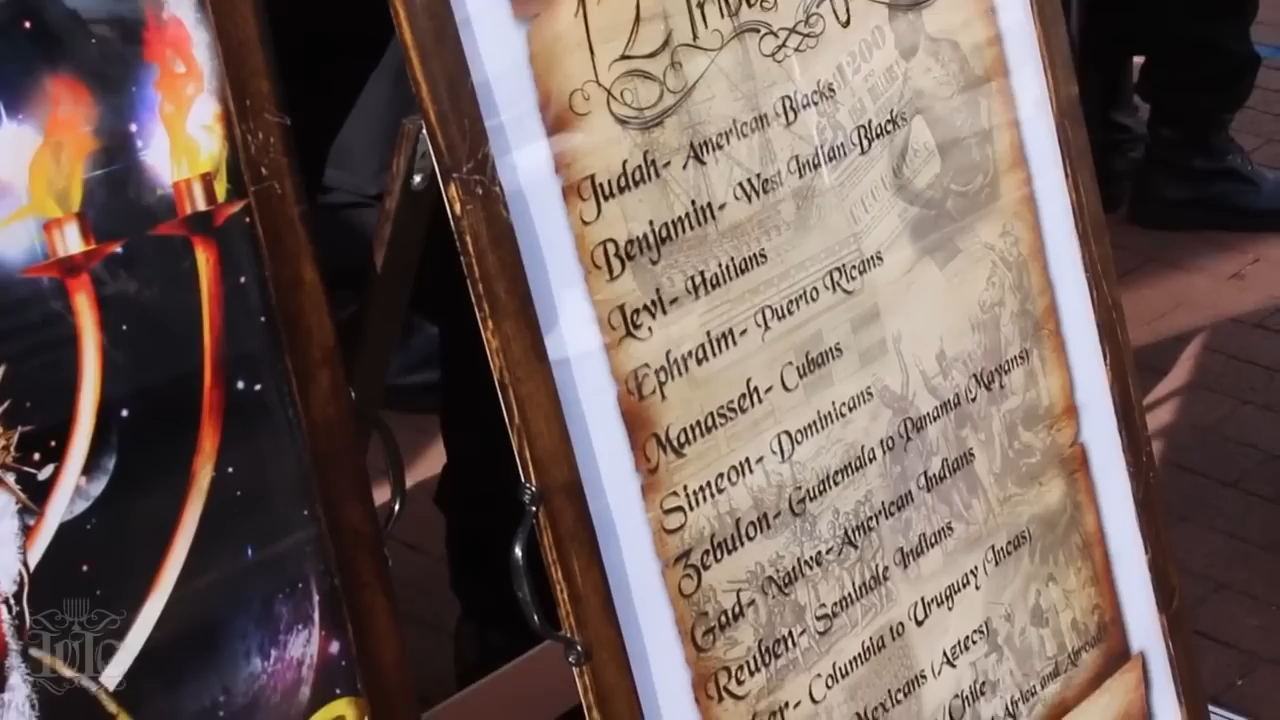 12 Tribes
Judah- American Blacks
Benjamin- West Indian Blacks
Levi- Haitians
Ephraim- Puerto Ricans
Manasseh- Cubans
Simeon- Dominicans
Zebulon- Guatemala to Panama (Mayans)
Gad- Native-American Indians
Reuben- Seminole Indians
Columbia to Uruguay (Incas)
Mexicans (Aztecs)
Chile
Africa and Abroad
$1200
IUIC